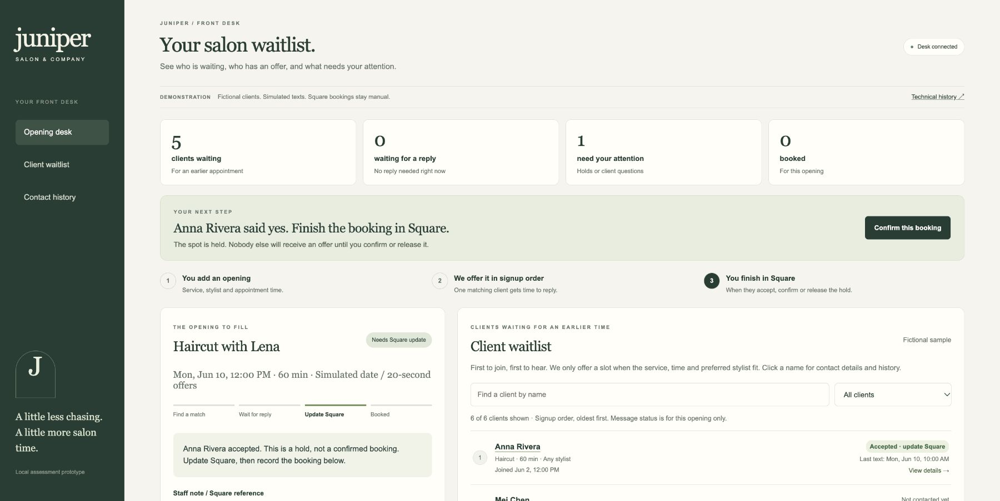 juniper
SALON & COMPANY
YOUR FRONT DESK
Opening desk
Client waitlist
Contact history
J
A little less chasing.
A little more salon
time.
Local assessment prototype
JUNIPER / FRONT DESK
Your salon waitlist.
See who is waiting, who has an offer, and what needs your attention.
Desk connected
DEMONSTRATION Fictional clients. Simulated texts. Square bookings stay manual.
Technical history ↗
5
clients waiting
For an earlier appointment
0
waiting for a reply
No reply needed right now
1
need your attention
Holds or client questions
0
booked
For this opening
YOUR NEXT STEP
Anna Rivera said yes. Finish the booking in Square.
The spot is held. Nobody else will receive an offer until you confirm or release it.
Confirm this booking
1 You add an opening
Service, stylist and appointment time.
2 We offer it in signup order
One matching client gets time to reply.
3 You finish in Square
When they accept, confirm or release the hold.
THE OPENING TO FILL
Haircut with Lena
Needs Square update
Mon, Jun 10, 12:00 PM · 60 min · Simulated date / 20-second
offers
Find a match
Wait for reply
Update Square
Booked
Anna Rivera accepted. This is a hold, not a confirmed booking.
Update Square, then record the booking below.
Staff note / Square reference
CLIENTS WAITING FOR AN EARLIER TIME
Client waitlist
Fictional sample
First to join, first to hear. We only offer a slot when the service, time and preferred stylist fit. Click a name for contact details and history.
Find a client by name
All clients
6 of 6 clients shown · Signup order, oldest first. Message status is for this opening only.
1
Anna Rivera
Haircut · 60 min · Any stylist
Joined Jun 2, 12:00 PM
Accepted · update Square
Last text: Mon, Jun 10, 10:00 AM
View details →
Mei Chen
Not contacted yet